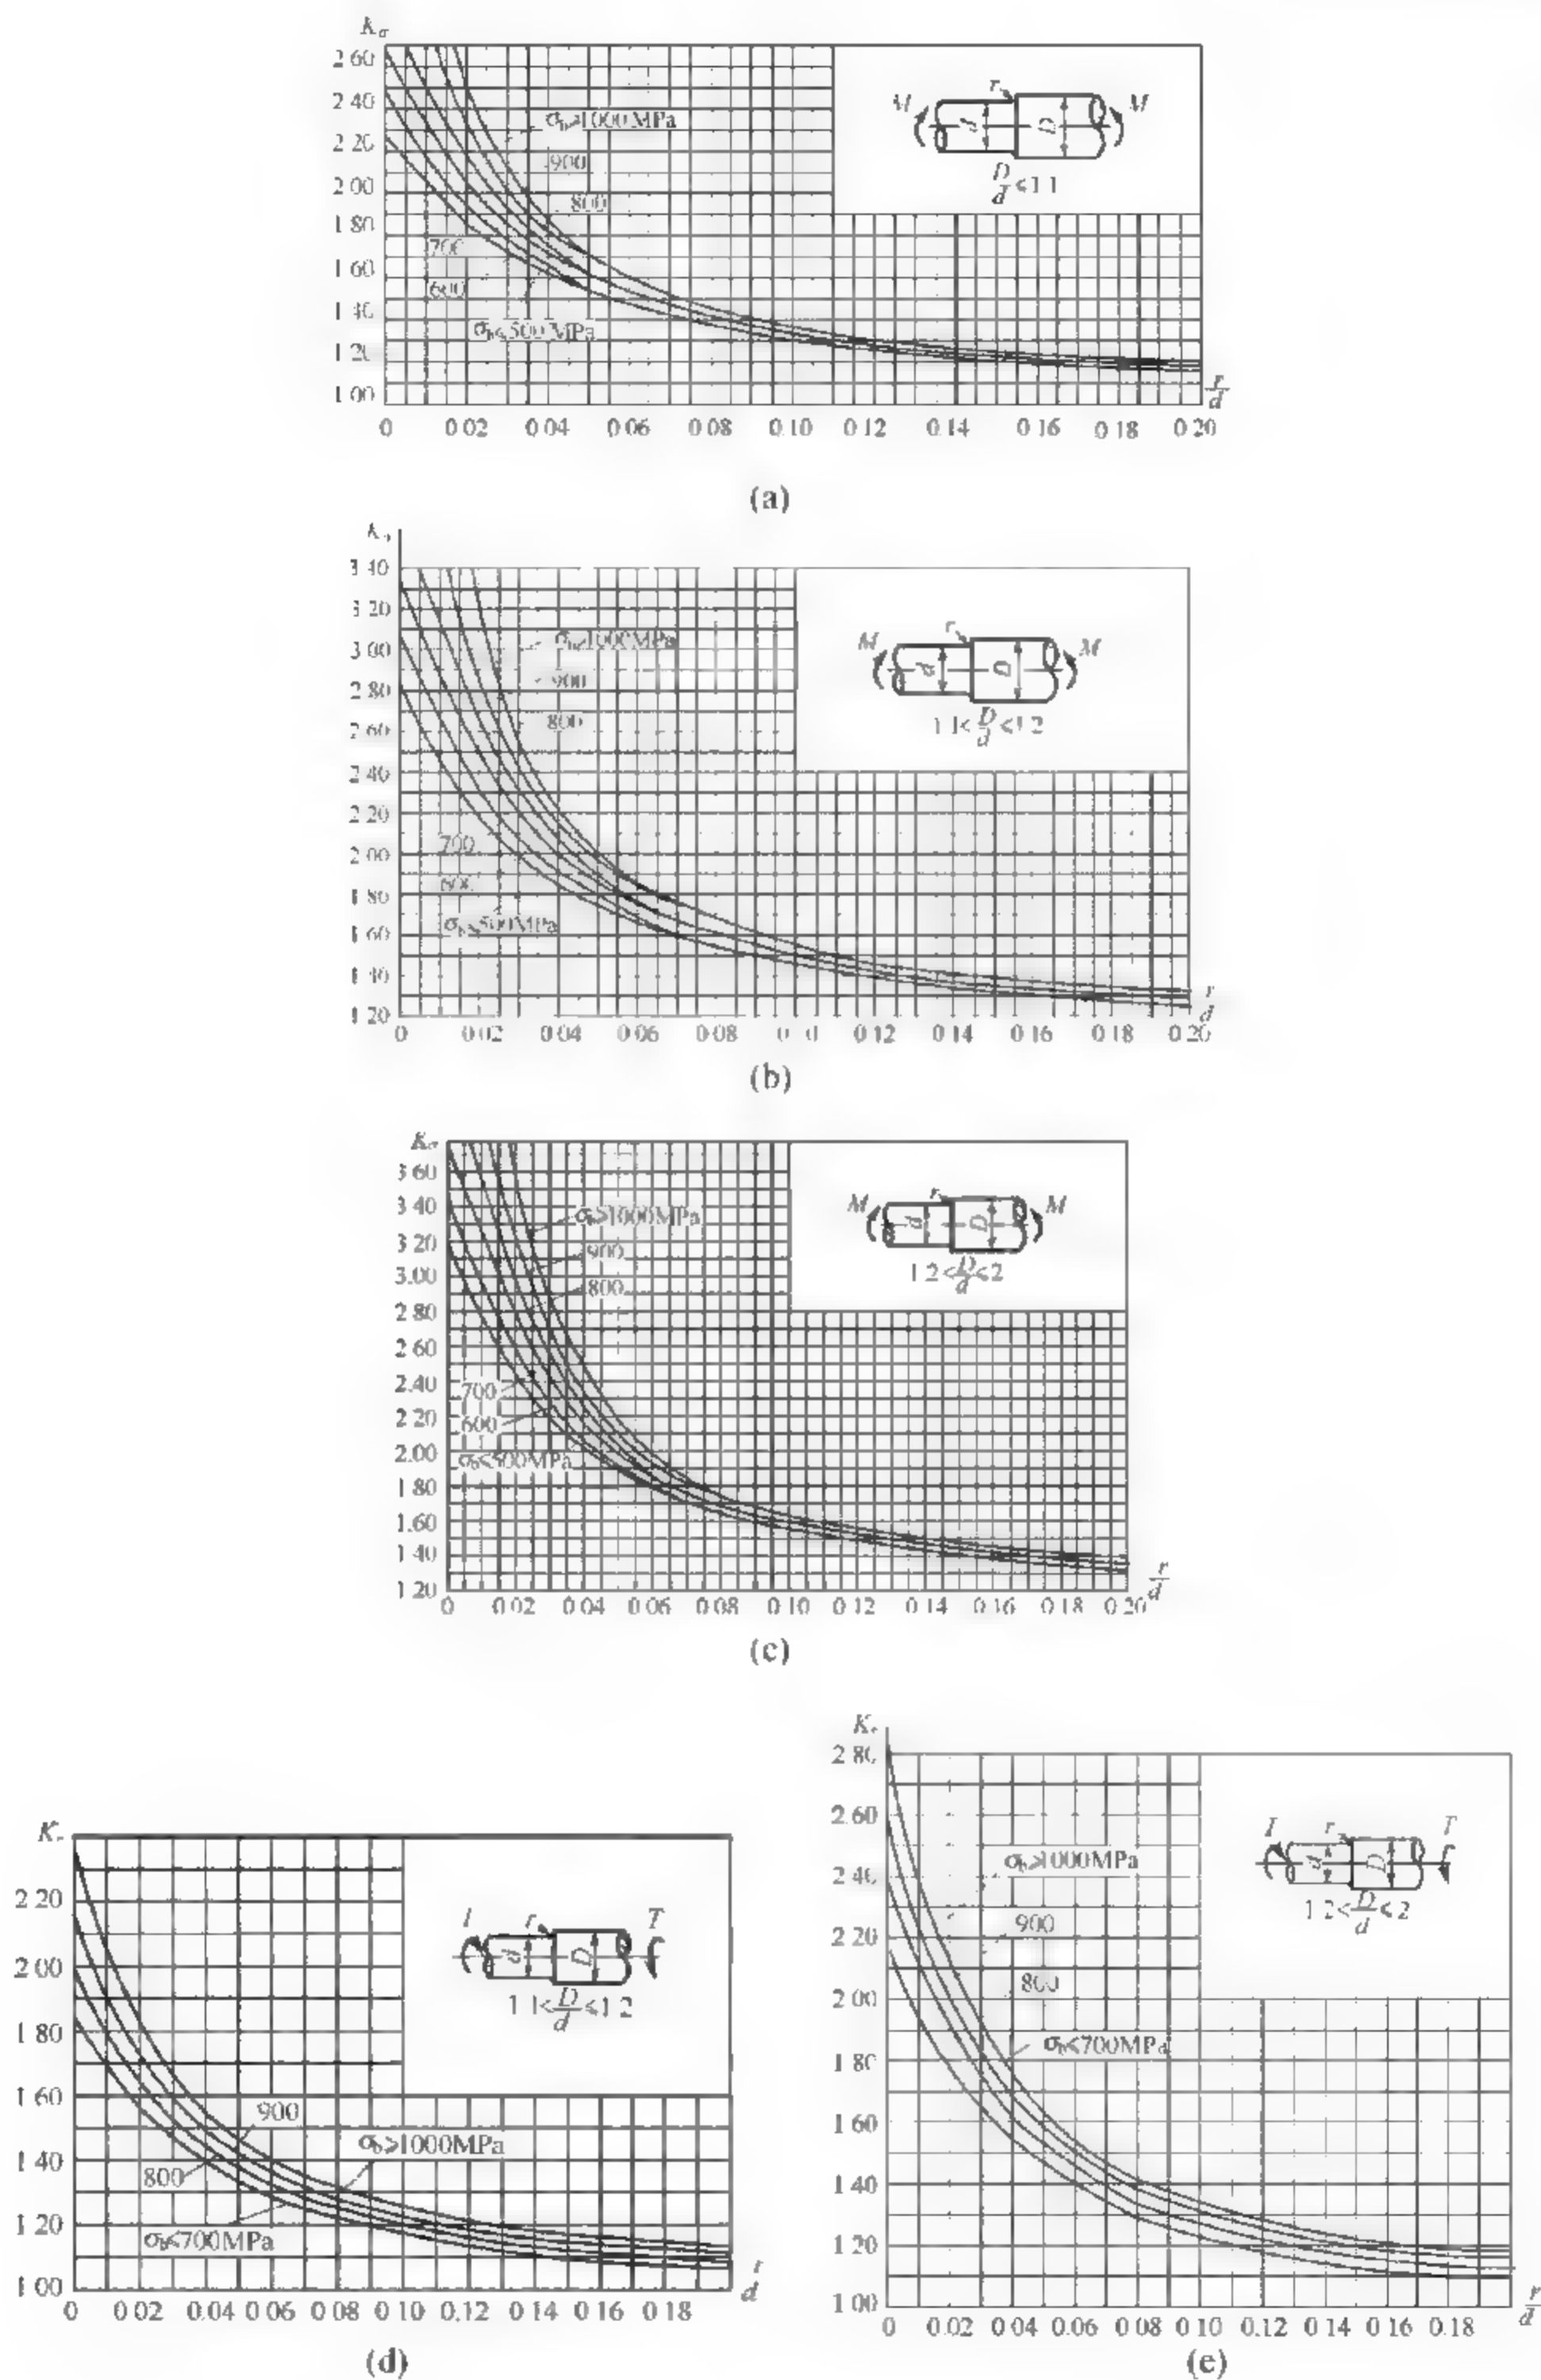 Kσ
2.60
2.40
2.20
2.00
1.80
1.60
1.40
1.20
1.00
σb≥1000MPa
900
800
700
600
σb≤500MPa
M r d D M
D/d ≤1.1
r/d
0 0.02 0.04 0.06 0.08 0.10 0.12 0.14 0.16 0.18 0.20
(a)
Kσ
3.40
3.20
3.00
2.80
2.60
2.40
2.20
2.00
1.80
1.60
1.40
1.20
σb≥1000MPa
900
800
700
600
σb≤500MPa
M r d D M
1.1< D/d ≤1.2
r/d
0 0.02 0.04 0.06 0.08 0.12 0.14 0.16 0.18 0.20
(b)
Kσ
3.60
3.40
3.20
3.00
2.80
2.60
2.40
2.20
2.00
1.80
1.60
1.40
1.20
σb≥1000MPa
900
800
700
600
σb≤500MPa
M r d D M
1.2< D/d ≤2
r/d
0 0.02 0.04 0.06 0.08 0.10 0.12 0.14 0.16 0.18 0.20
(c)
Kτ
2.20
2.00
1.80
1.60
1.40
1.20
1.00
900
σb≥1000MPa
800
σb≤700MPa
T r d D T
1.1< D/d ≤1.2
r/d
0 0.02 0.04 0.06 0.08 0.10 0.12 0.14 0.16 0.18
(d)
Kτ
2.80
2.60
2.40
2.20
2.00
1.80
1.60
1.40
1.20
1.00
σb≥1000MPa
900
800
σb≤700MPa
T r d D T
1.2< D/d ≤2
r/d
0 0.02 0.04 0.06 0.08 0.10 0.12 0.14 0.16 0.18
(e)